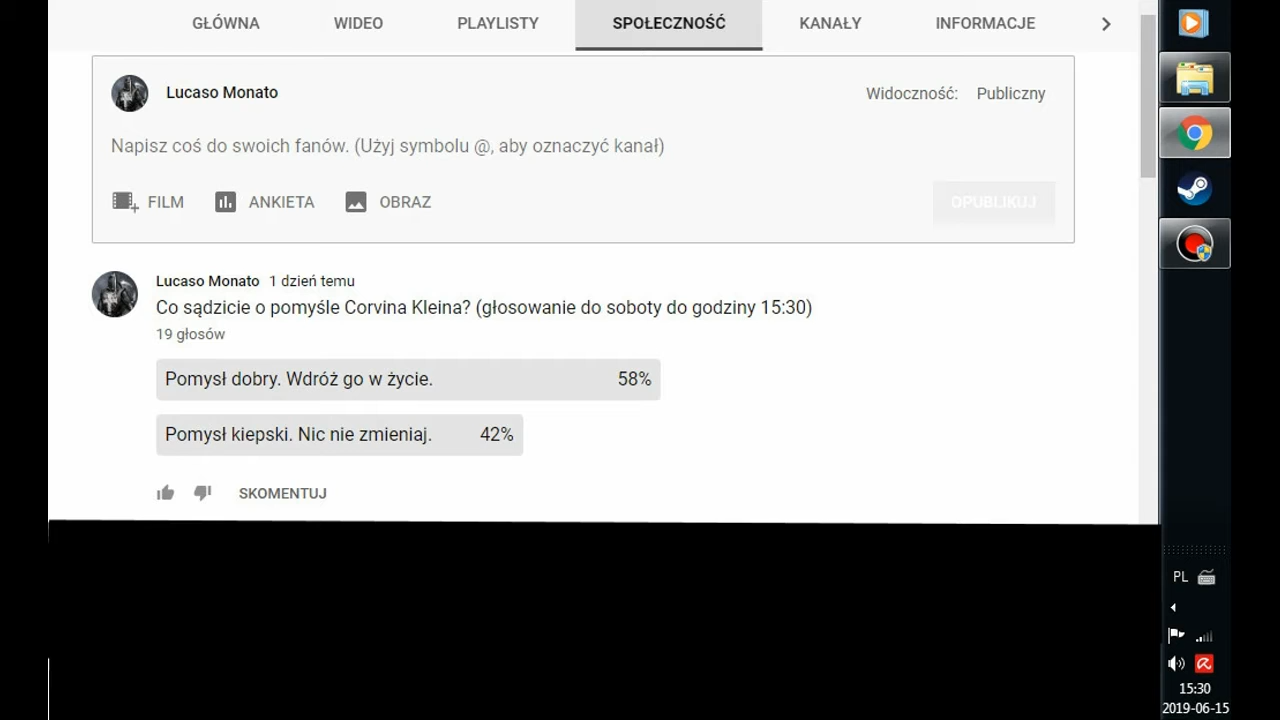 GŁÓWNA WIDEO PLAYLISTY SPOŁECZNOŚĆ KANAŁY INFORMACJE
Lucaso Monato
Widoczność: Publiczny
Napisz coś do swoich fanów. (Użyj symbolu @, aby oznaczyć kanał)
FILM ANKIETA OBRAZ OPUBLIKUJ
Lucaso Monato 1 dzień temu
Co sądzicie o pomyśle Corvina Kleina? (głosowanie do soboty do godziny 15:30)
19 głosów
Pomysł dobry. Wdróż go w życie. 58%
Pomysł kiepski. Nic nie zmieniaj. 42%
SKOMENTUJ
PL
15:30
2019-06-15